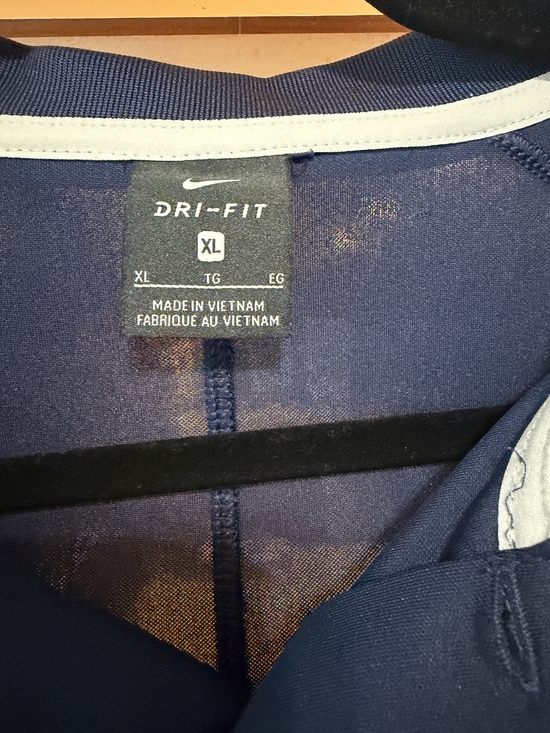 DRI-FIT
XL
XL TG EG
MADE IN VIETNAM
FABRIQUE AU VIETNAM